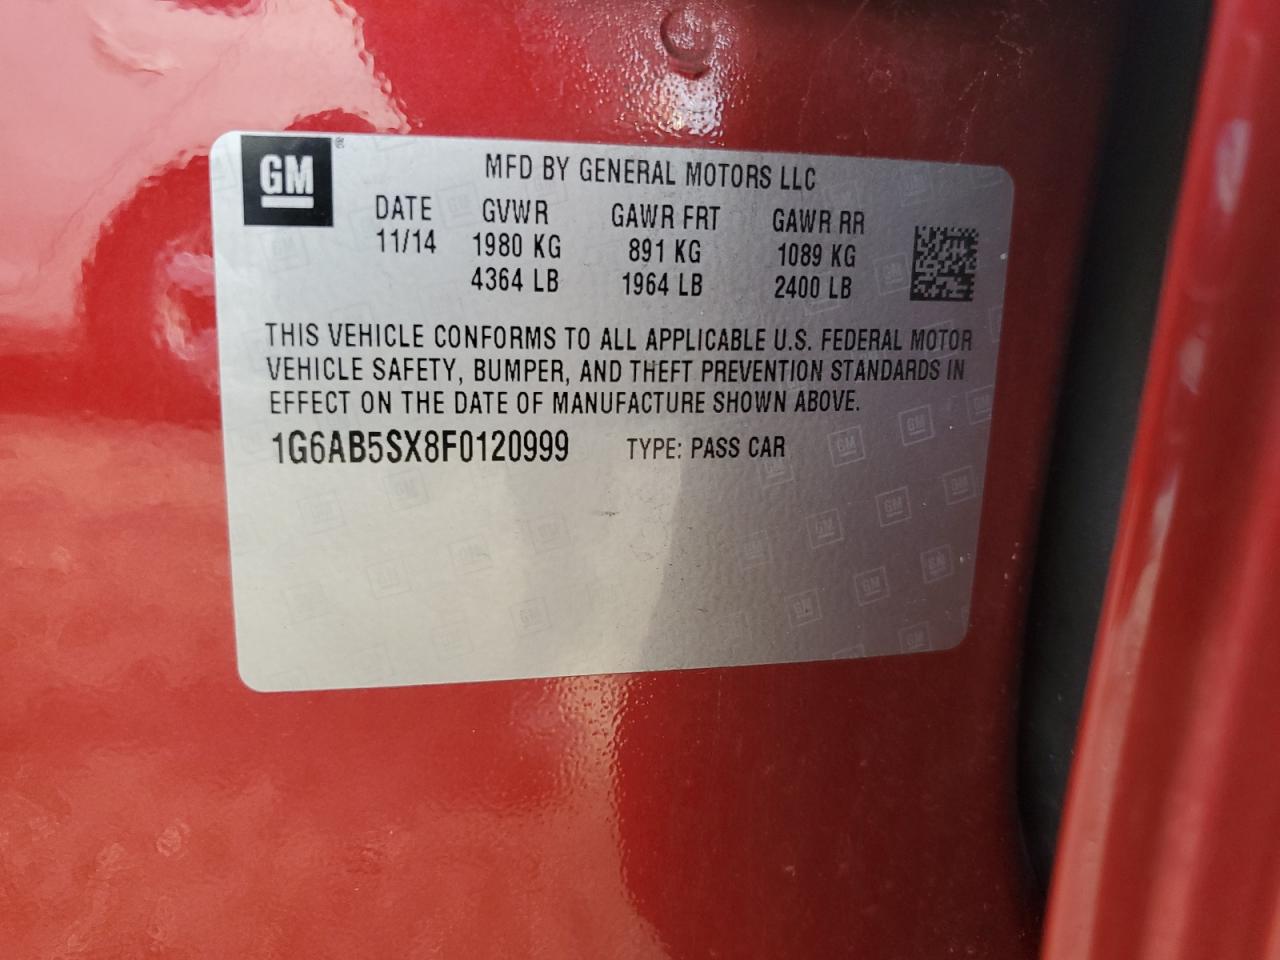 GM
MFD BY GENERAL MOTORS LLC
DATE GVWR GAWR FRT GAWR RR
11/14 1980 KG 891 KG 1089 KG
4364 LB 1964 LB 2400 LB
THIS VEHICLE CONFORMS TO ALL APPLICABLE U.S. FEDERAL MOTOR
VEHICLE SAFETY, BUMPER, AND THEFT PREVENTION STANDARDS IN
EFFECT ON THE DATE OF MANUFACTURE SHOWN ABOVE.
1G6AB5SX8F0120999 TYPE: PASS CAR